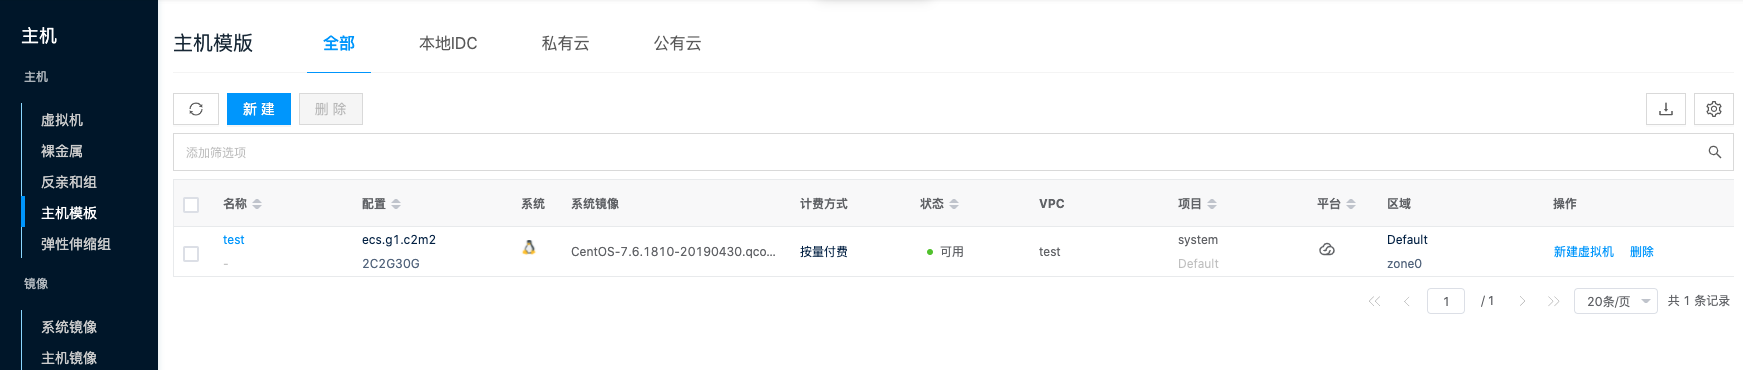 主机
主机
虚拟机
裸金属
反亲和组
主机模板
弹性伸缩组
镜像
系统镜像
主机镜像
主机模版 全部 本地IDC 私有云 公有云
新建 删除
添加筛选项
名称 配置 系统 系统镜像 计费方式 状态 VPC 项目 平台 区域 操作
test ecs.g1.c2m2 CentOS-7.6.1810-20190430.qco... 按量付费 可用 test system Default 新建虚拟机 删除
- 2C2G30G Default zone0
1 / 1 20条/页 共 1 条记录